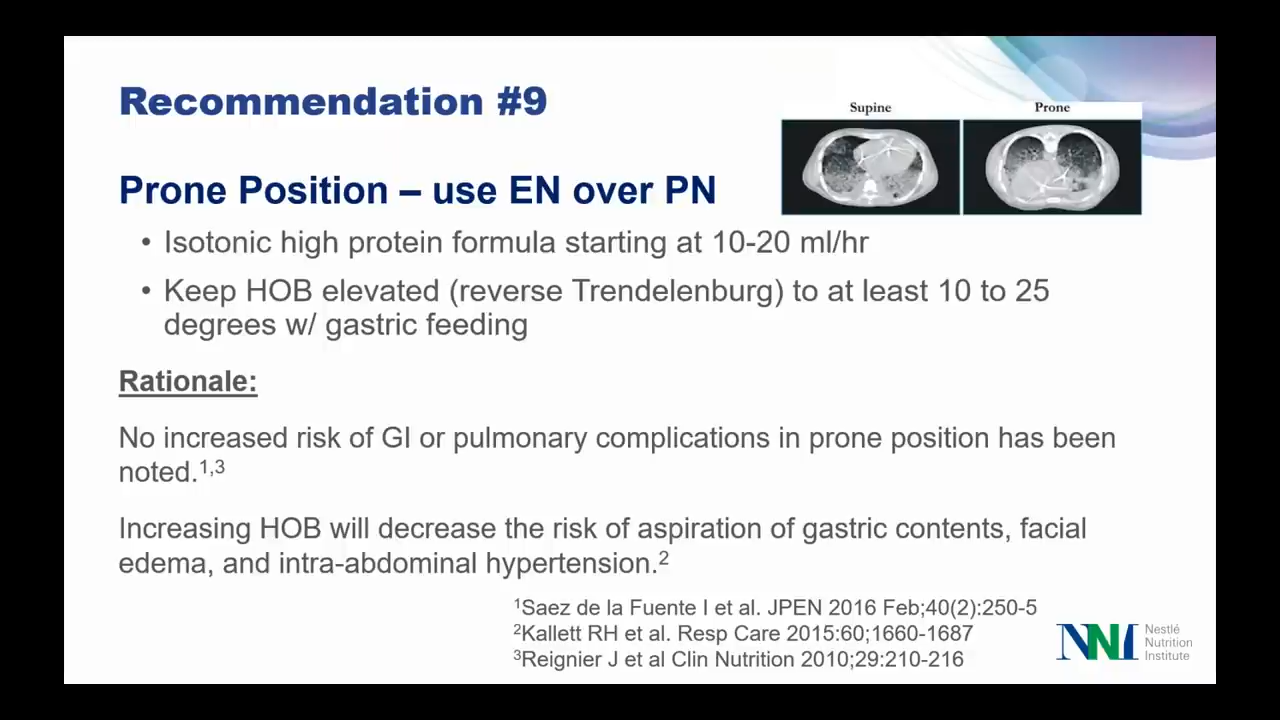 Recommendation #9
Supine
Prone
Prone Position – use EN over PN
• Isotonic high protein formula starting at 10-20 ml/hr
• Keep HOB elevated (reverse Trendelenburg) to at least 10 to 25
degrees w/ gastric feeding
Rationale:
No increased risk of GI or pulmonary complications in prone position has been
noted.1,3
Increasing HOB will decrease the risk of aspiration of gastric contents, facial
edema, and intra-abdominal hypertension.2
1Saez de la Fuente I et al. JPEN 2016 Feb;40(2):250-5
2Kallett RH et al. Resp Care 2015:60;1660-1687
3Reignier J et al Clin Nutrition 2010;29:210-216
NNI
Nestlé
Nutrition
Institute